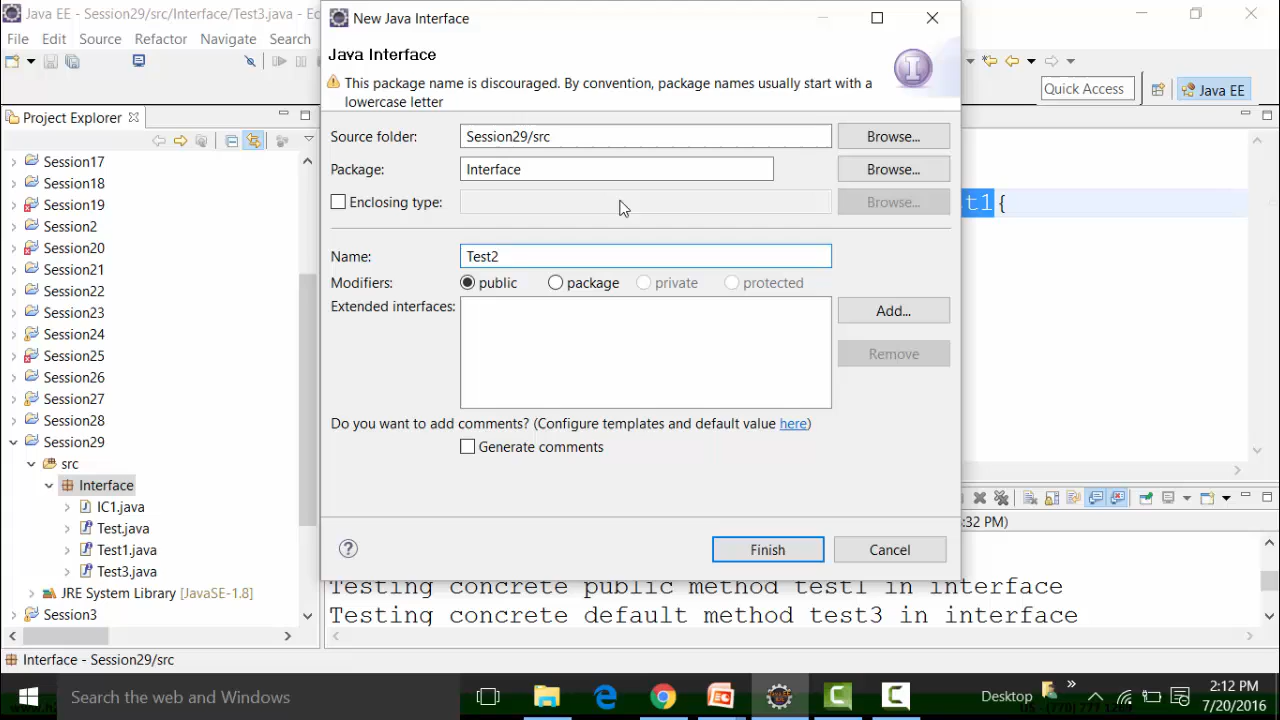 Java EE - Session29/src/Interface/Test3.java - Ec
File Edit Source Refactor Navigate Search
Quick Access
Java EE
Project Explorer
Session17
Session18
Session19
Session2
Session20
Session21
Session22
Session23
Session24
Session25
Session26
Session27
Session28
Session29
src
Interface
IC1.java
Test.java
Test1.java
Test3.java
JRE System Library [JavaSE-1.8]
Session3
New Java Interface
Java Interface
This package name is discouraged. By convention, package names usually start with a
lowercase letter
Source folder: Session29/src Browse...
Package: Interface Browse...
Enclosing type: Browse...
Name: Test2
Modifiers: public package private protected
Extended interfaces: Add...
Remove
Do you want to add comments? (Configure templates and default value here)
Generate comments
? Finish Cancel
t1{
:32 PM)
Testing concrete public method test1 in interface
Testing concrete default method test3 in interface
Interface - Session29/src
Search the web and Windows
Desktop
2:12 PM
7/20/2016